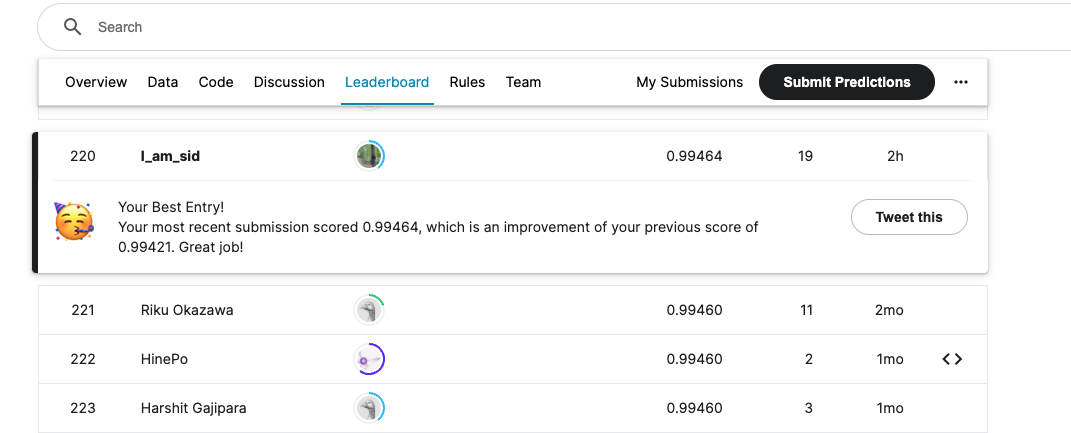 Search
Overview Data Code Discussion Leaderboard Rules Team My Submissions Submit Predictions ...
220 I_am_sid 0.99464 19 2h
Your Best Entry!
Your most recent submission scored 0.99464, which is an improvement of your previous score of
0.99421. Great job!
Tweet this
221 Riku Okazawa 0.99460 11 2mo
222 HinePo 0.99460 2 1mo <>
223 Harshit Gajipara 0.99460 3 1mo